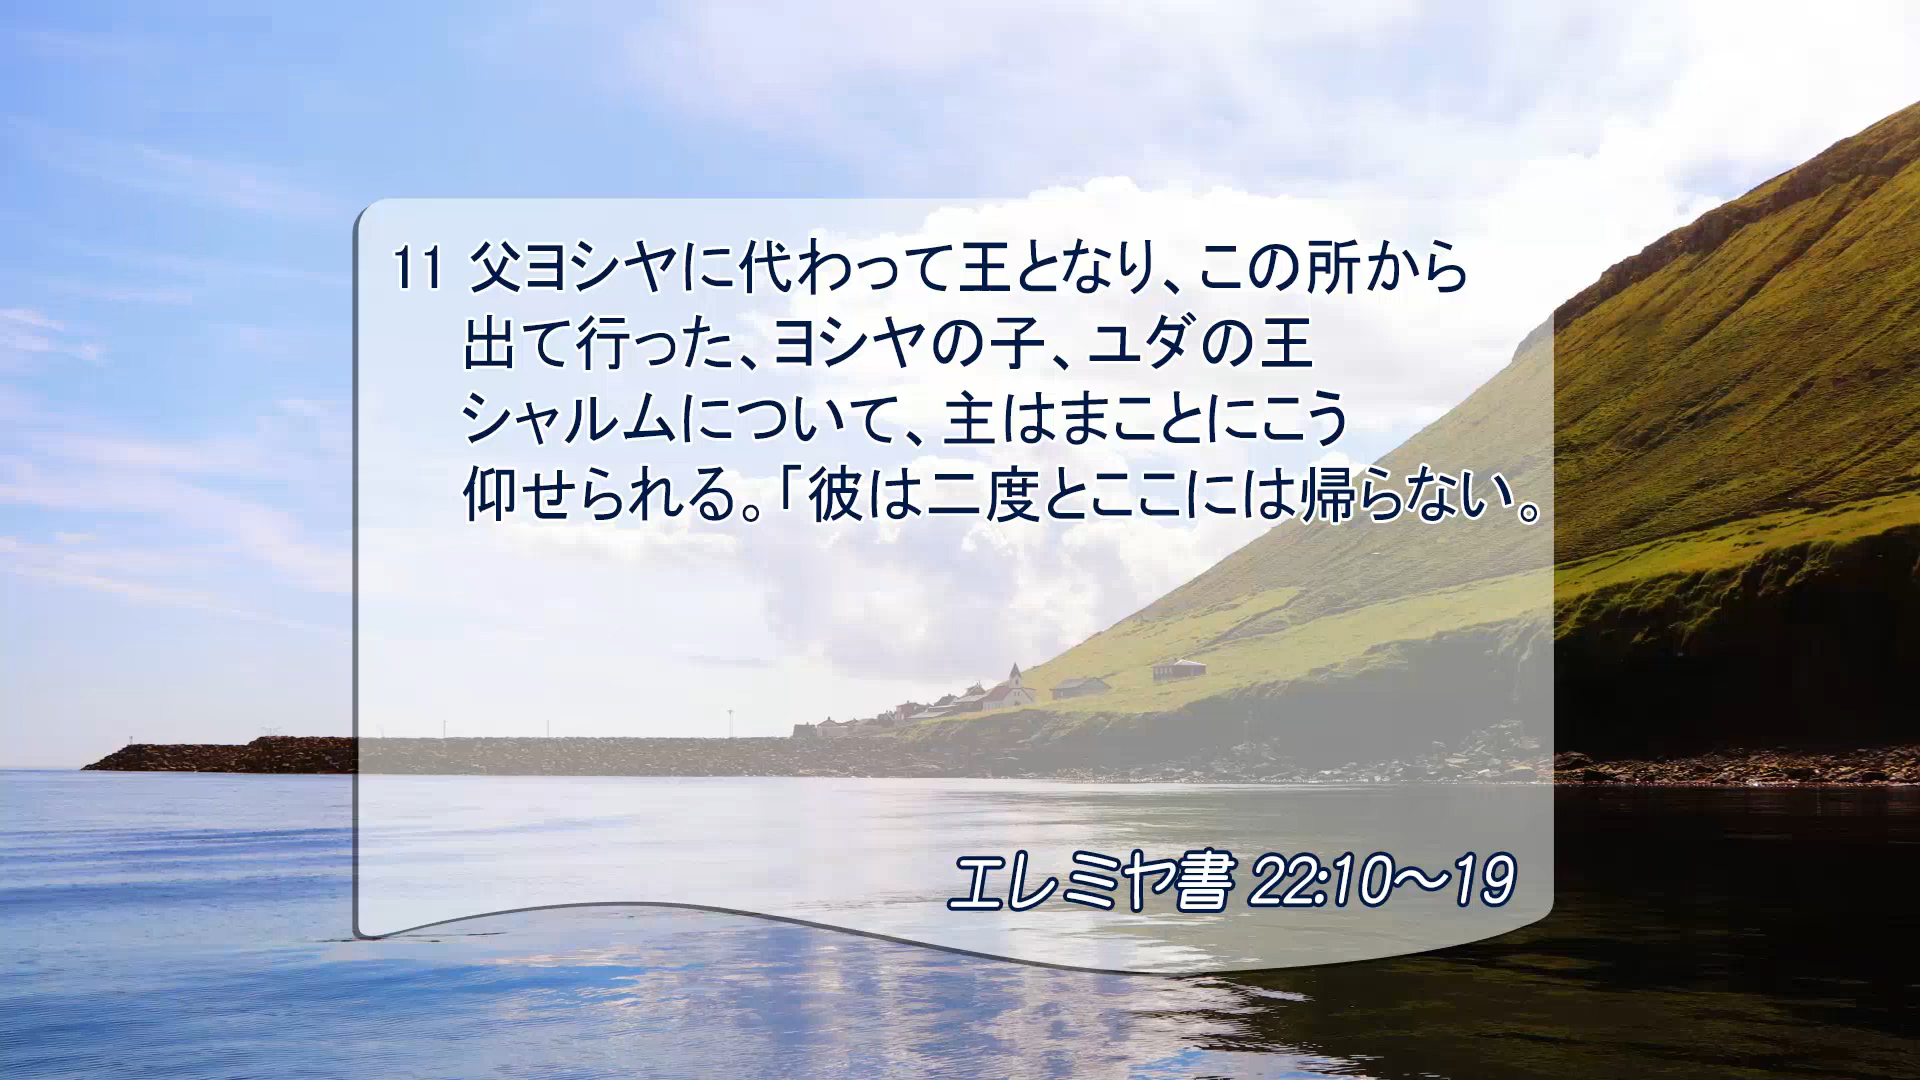 11 父ヨシヤに代わって王となり、この所から
出て行った、ヨシヤの子、ユダの王
シャルムについて、主はまことにこう
仰せられる。「彼は二度とここには帰らない。
エレミヤ書 22:10～19